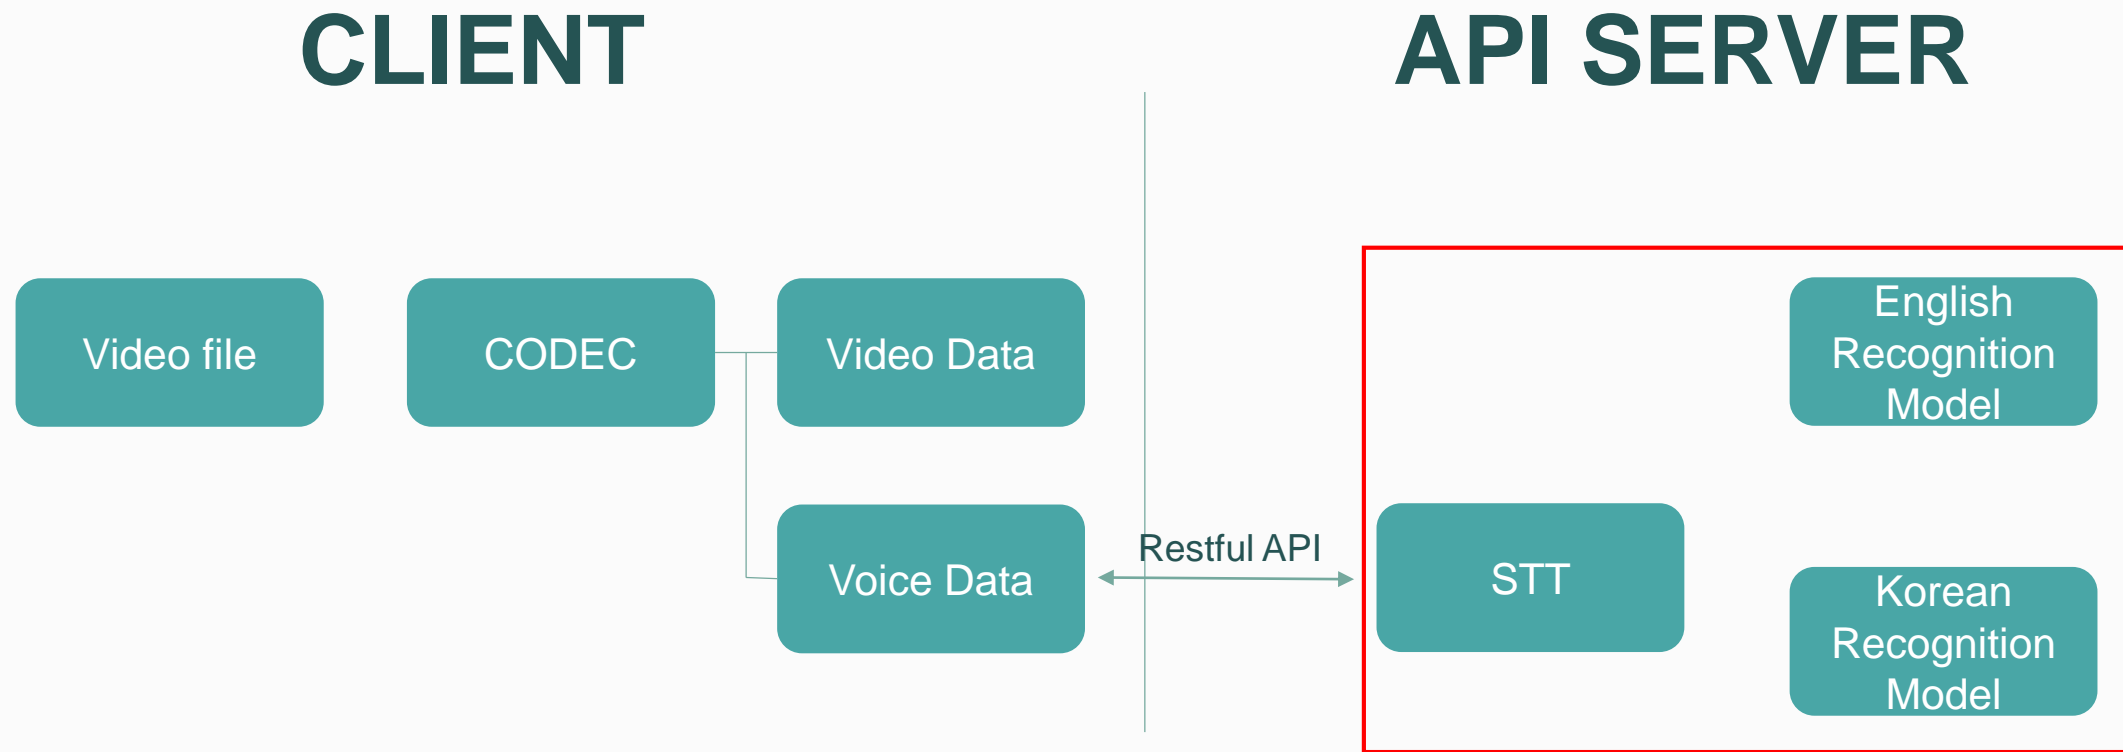 CLIENT
API SERVER
Video file
CODEC
Video Data
Voice Data
Restful API
STT
English
Recognition
Model
Korean
Recognition
Model